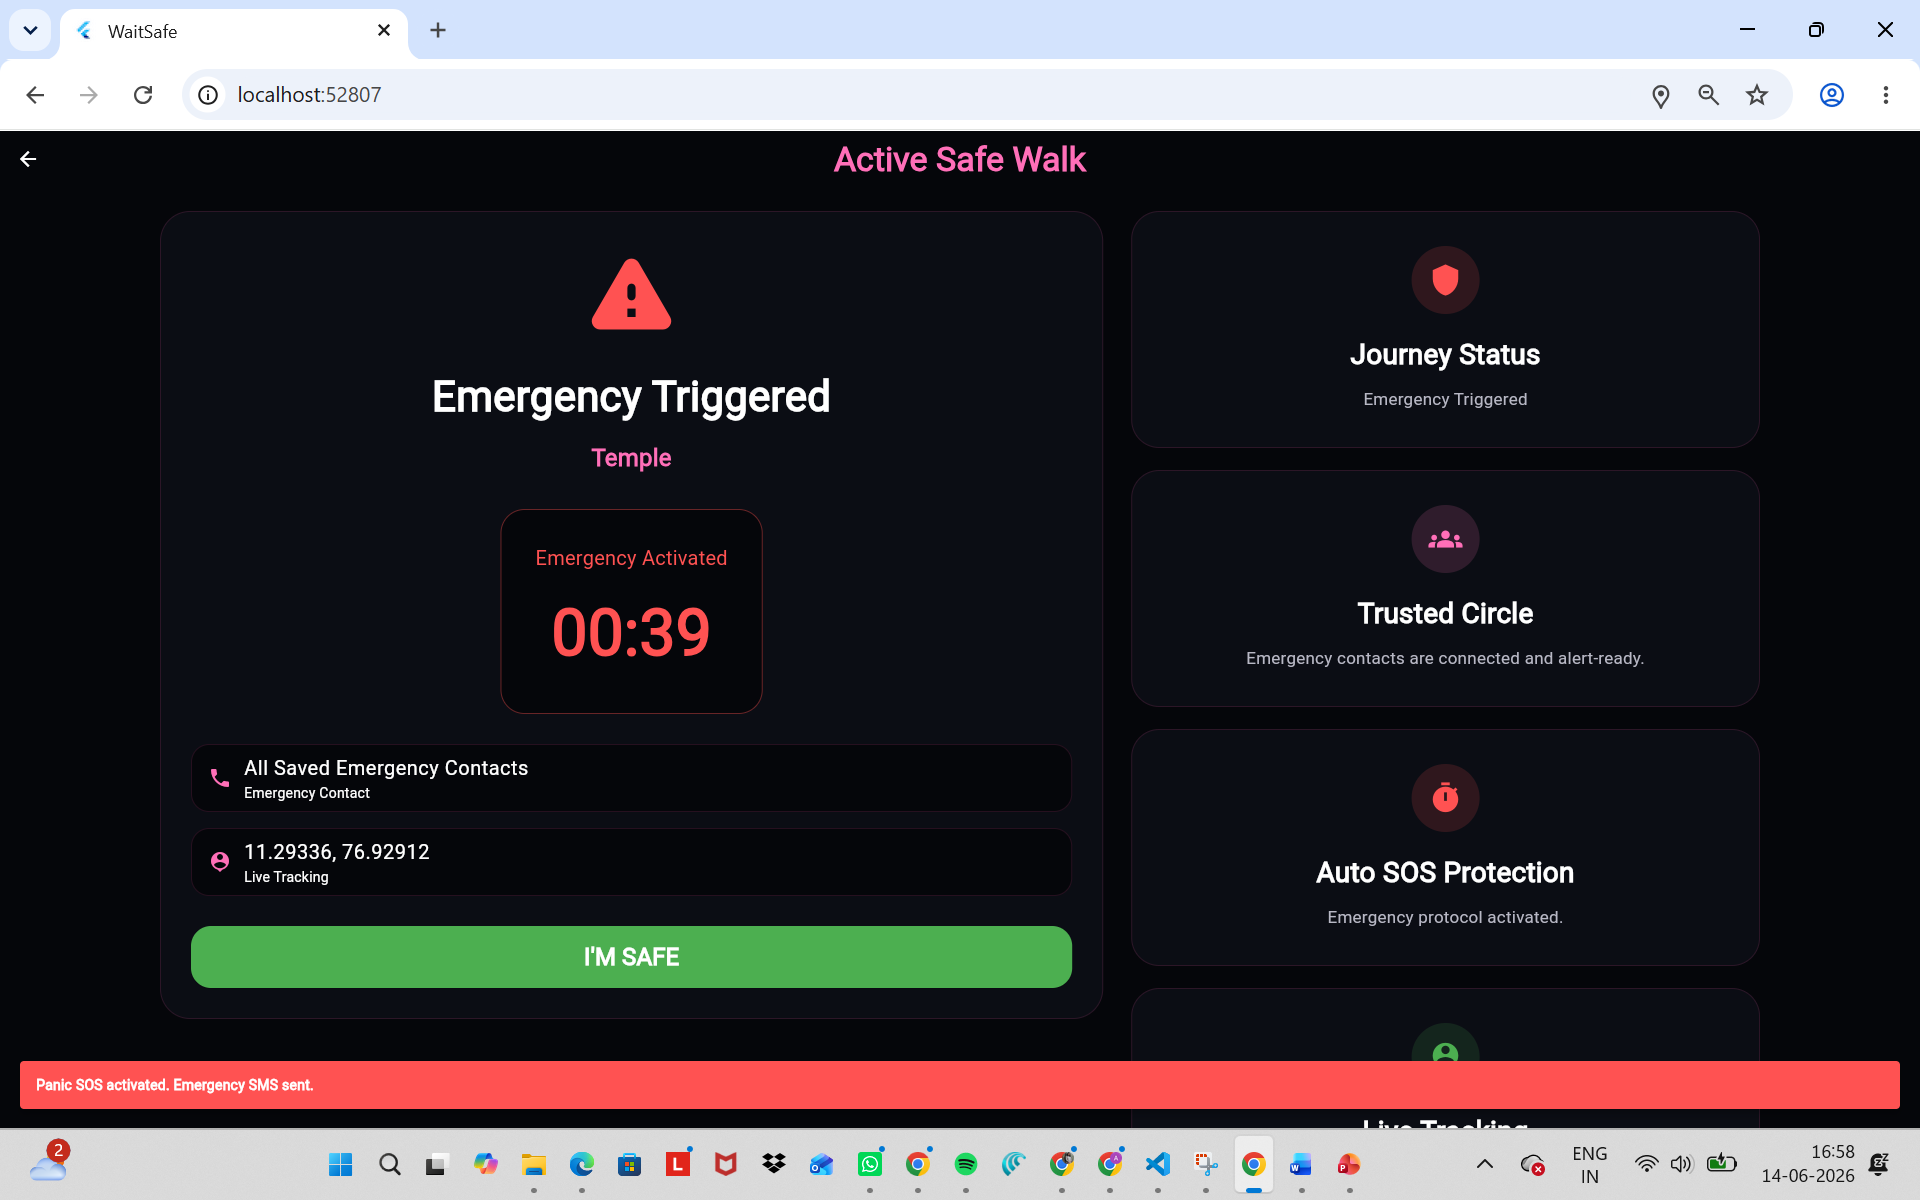 WaitSafe
localhost:52807
Active Safe Walk
Emergency Triggered
Temple
Emergency Activated
00:39
All Saved Emergency Contacts
Emergency Contact
11.29336, 76.92912
Live Tracking
I'M SAFE
Journey Status
Emergency Triggered
Trusted Circle
Emergency contacts are connected and alert-ready.
Auto SOS Protection
Emergency protocol activated.
Live Tracking
Panic SOS activated. Emergency SMS sent.
2
ENG
IN
16:58
14-06-2026